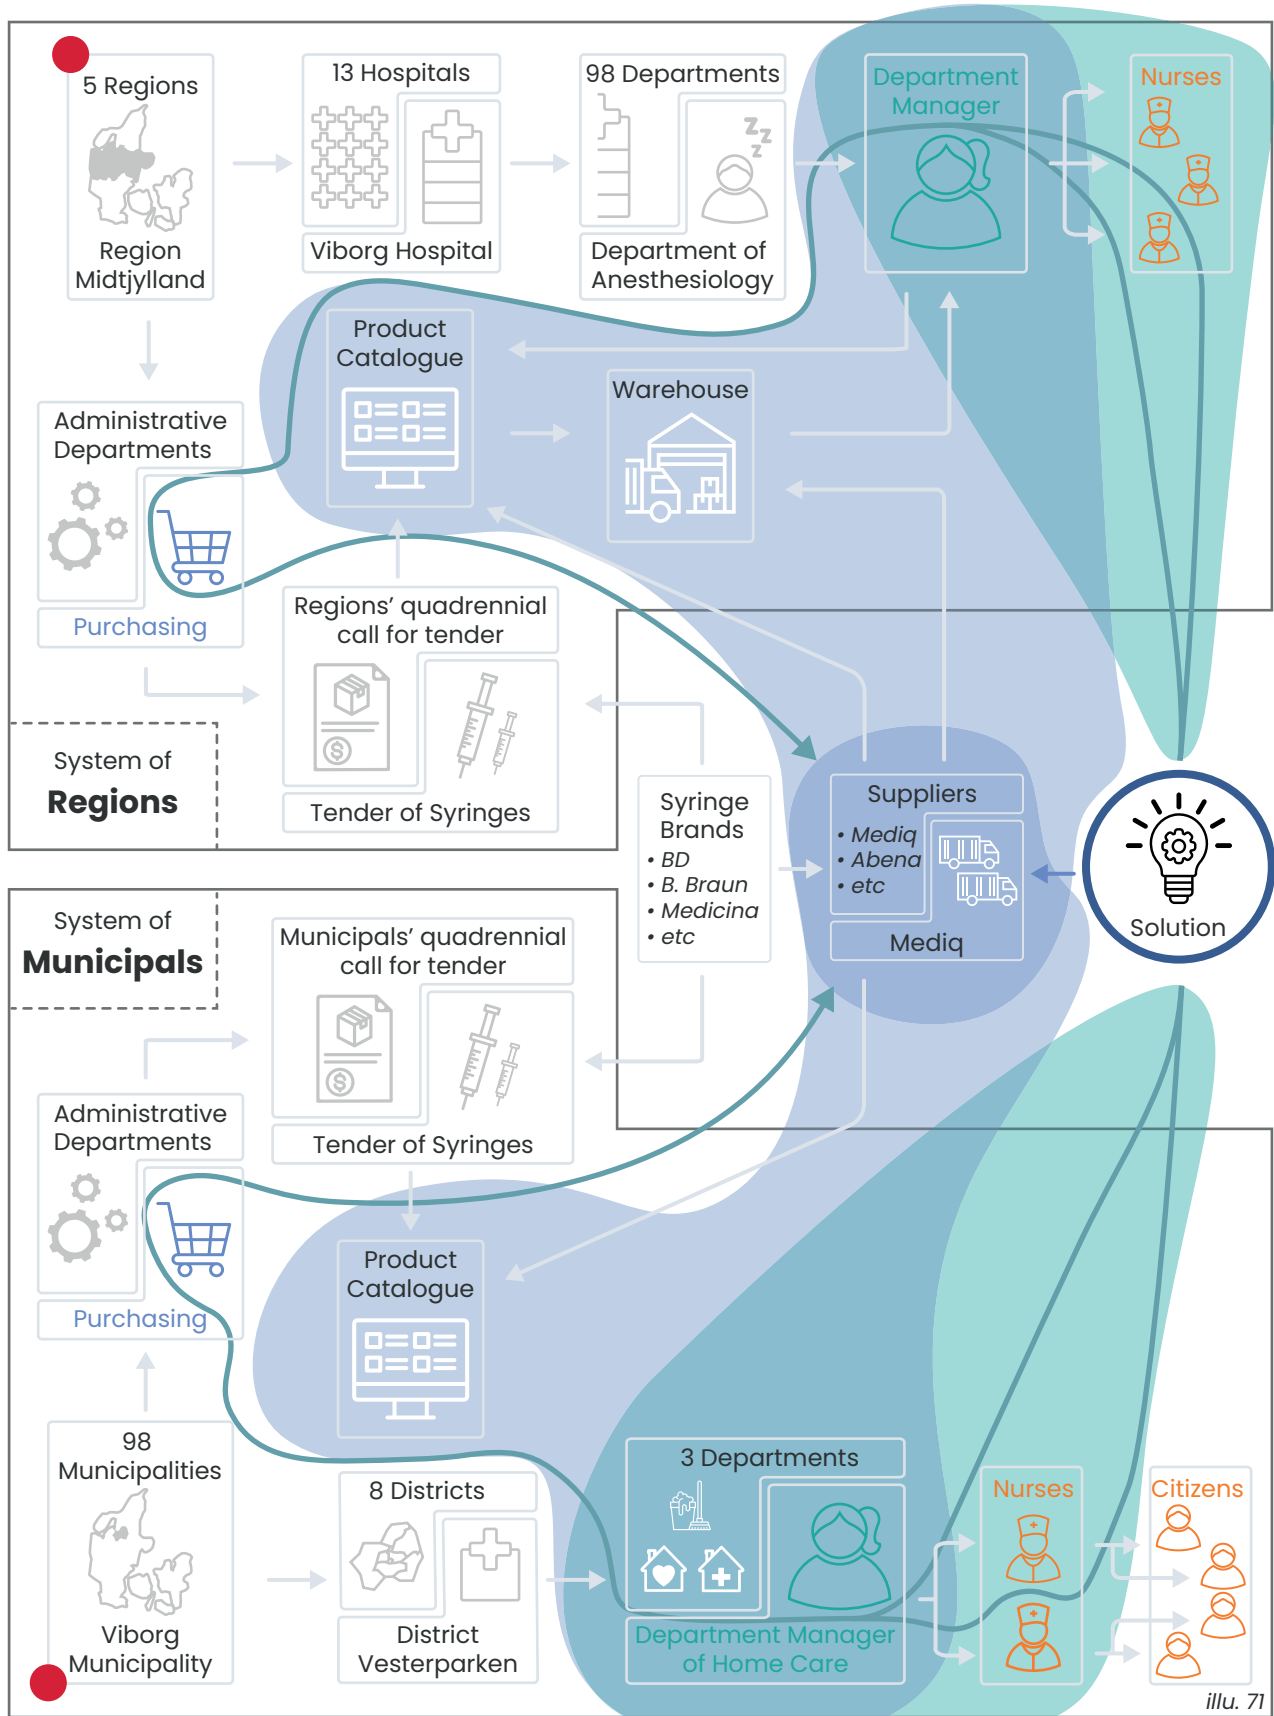 5 Regions
Region
Midtjylland
13 Hospitals
Viborg Hospital
98 Departments
zzz
Department of
Anesthesiology
Department
Manager
Nurses
Product
Catalogue
Warehouse
Administrative
Departments
Purchasing
Regions’ quadrennial
call for tender
$
Tender of Syringes
System of
Regions
Syringe
Brands
• BD
• B. Braun
• Medicina
• etc
Suppliers
• Mediq
• Abena
• etc
Mediq
Solution
System of
Municipals
Municipals’ quadrennial
call for tender
$
Tender of Syringes
Administrative
Departments
Purchasing
Product
Catalogue
98
Municipalities
Viborg
Municipality
8 Districts
District
Vesterparken
3 Departments
Department Manager
of Home Care
Nurses
Citizens
illu. 71